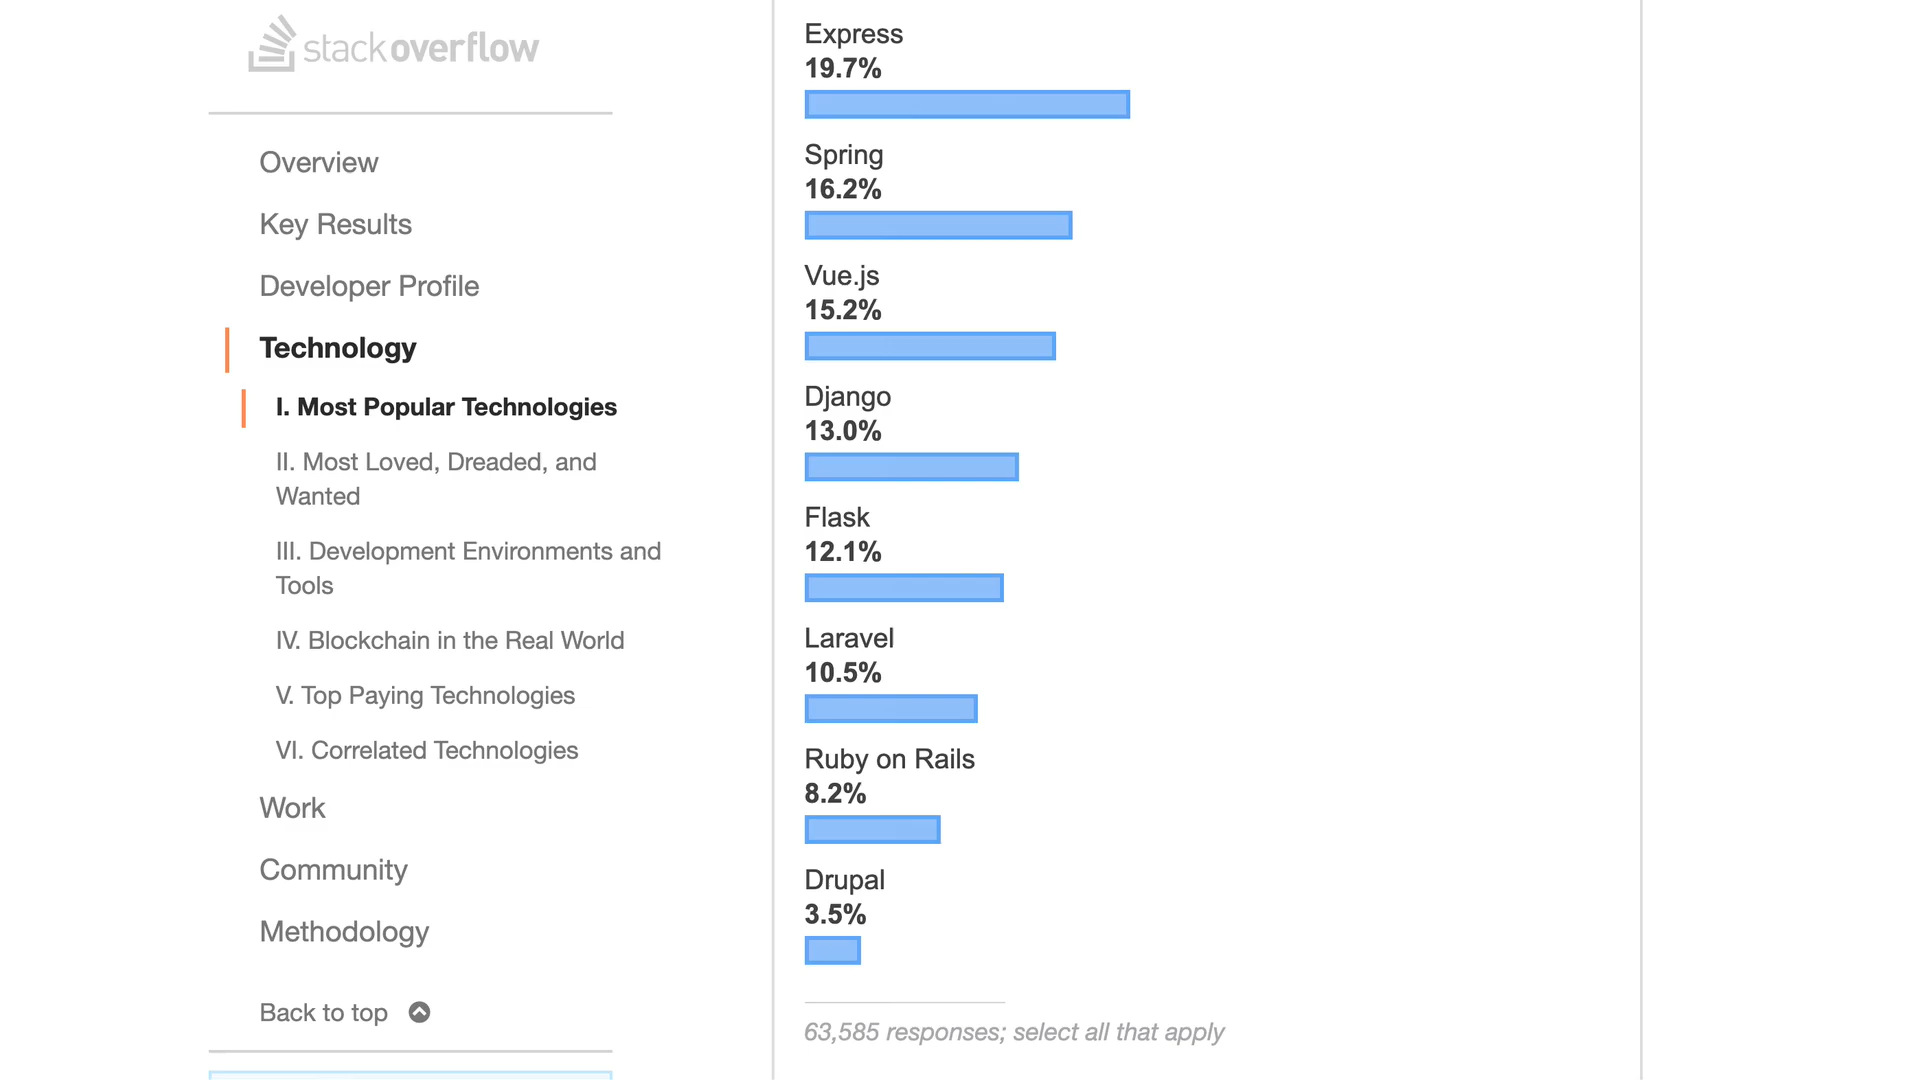 stackoverflow
Overview
Key Results
Developer Profile
Technology
I. Most Popular Technologies
II. Most Loved, Dreaded, and
Wanted
III. Development Environments and
Tools
IV. Blockchain in the Real World
V. Top Paying Technologies
VI. Correlated Technologies
Work
Community
Methodology
Back to top
Express
19.7%
Spring
16.2%
Vue.js
15.2%
Django
13.0%
Flask
12.1%
Laravel
10.5%
Ruby on Rails
8.2%
Drupal
3.5%
63,585 responses; select all that apply